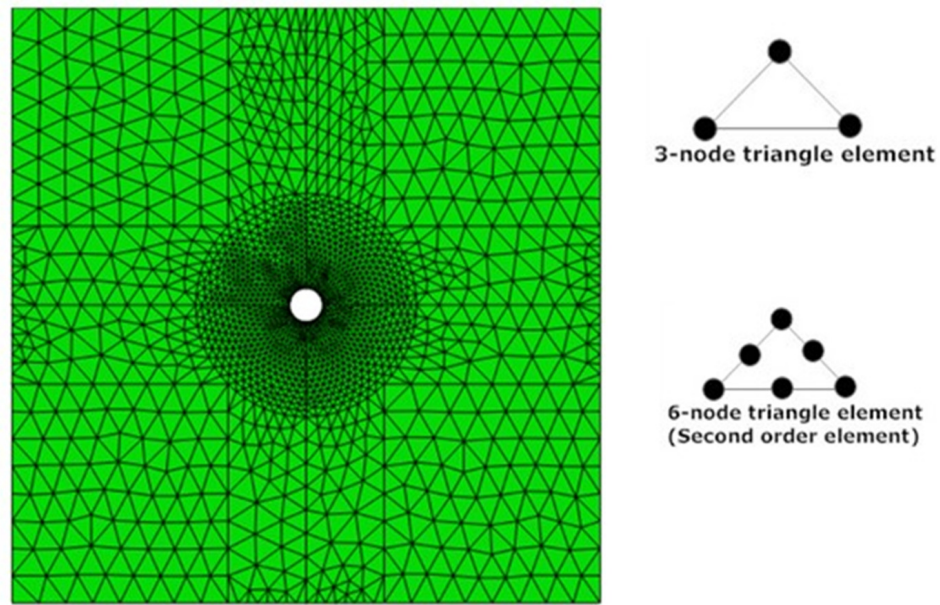 3-node triangle element
6-node triangle element
(Second order element)